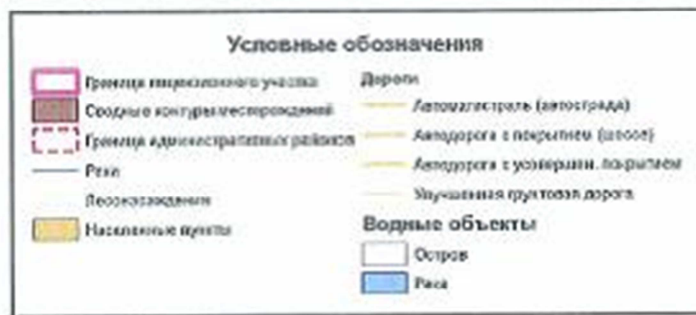 Условные обозначения
Граница лицензионного участка
Сводные контуры месторождений
Граница административных районов
Реки
Лесонасаждения
Населенные пункты
Дороги
Автомагистраль (автострада)
Автодорога с покрытием (шоссе)
Автодорога с усовершен. покрытием
Улучшенная грунтовая дорога
Водные объекты
Остров
Река